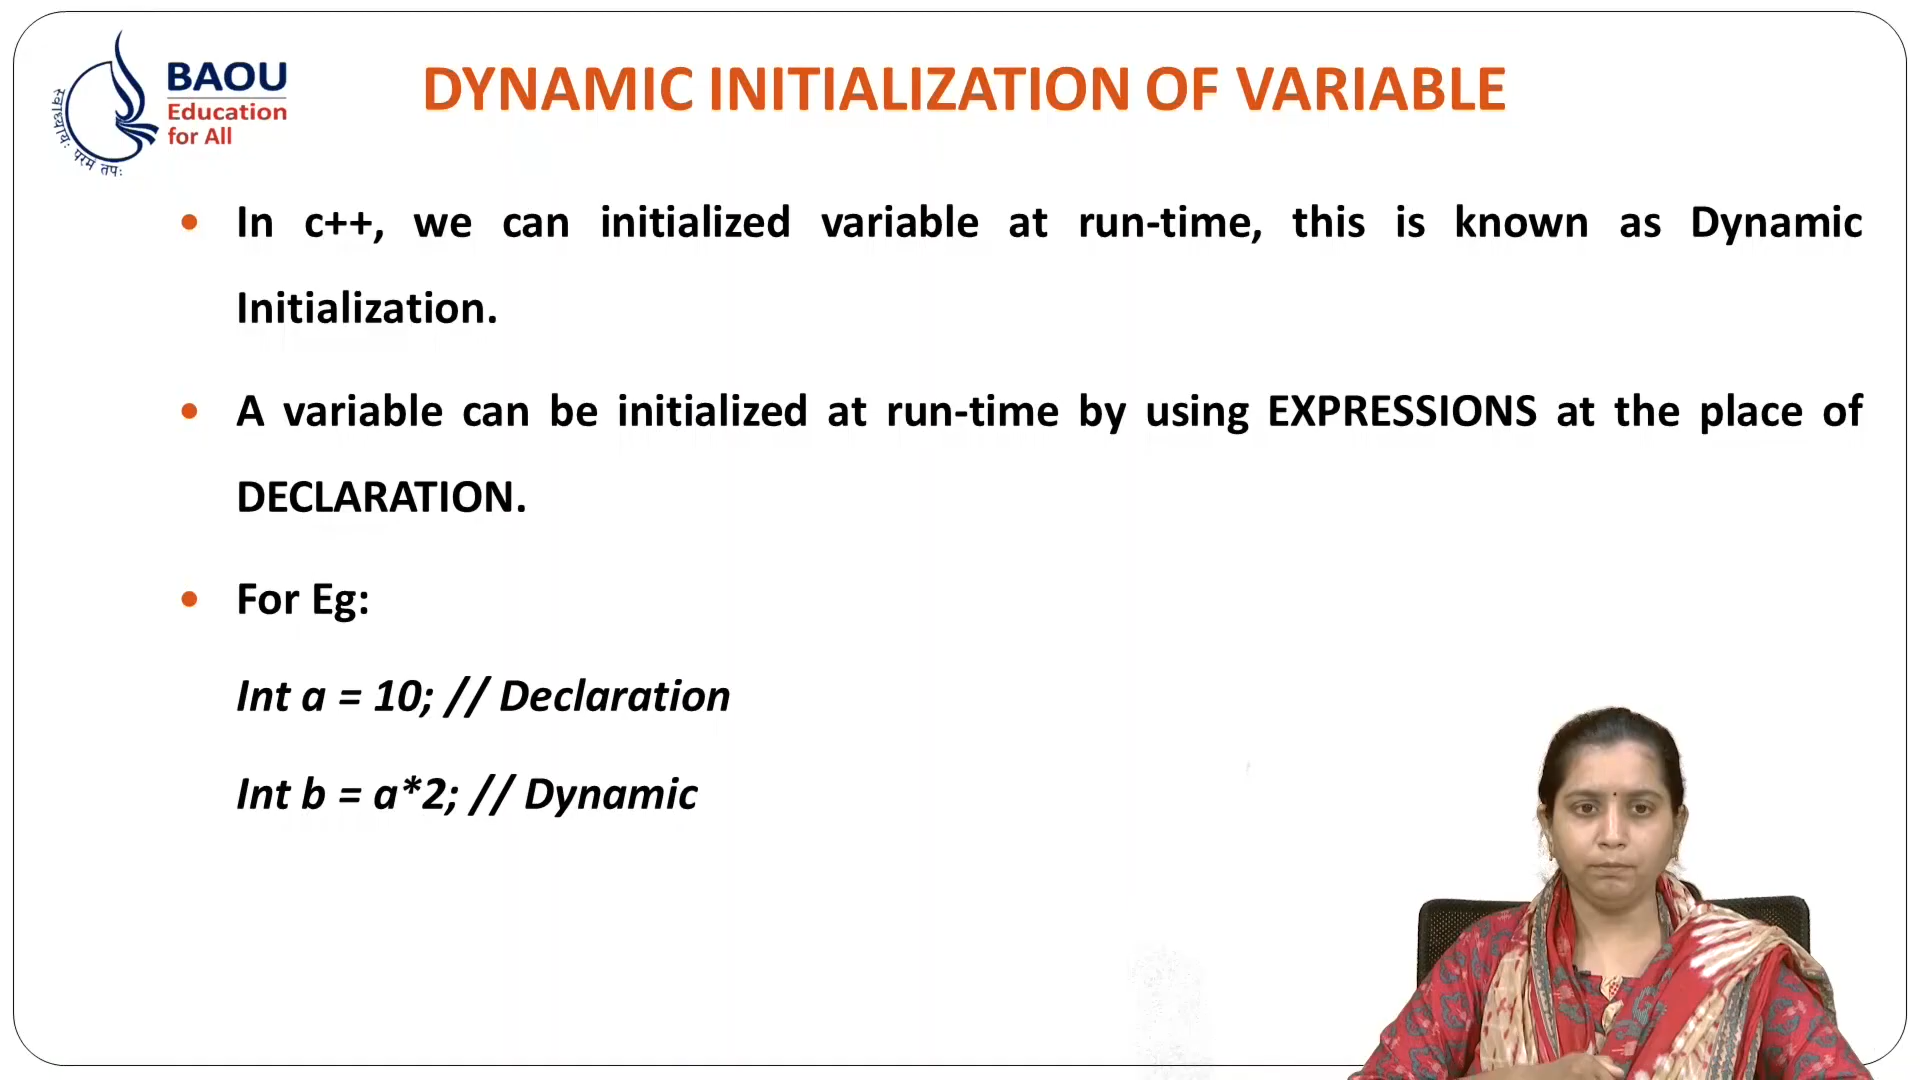 BAOU
Education
for All
स्वाध्यायः परमं तपः
DYNAMIC INITIALIZATION OF VARIABLE
• In c++, we can initialized variable at run-time, this is known as Dynamic
Initialization.
• A variable can be initialized at run-time by using EXPRESSIONS at the place of
DECLARATION.
• For Eg:
Int a = 10; // Declaration
Int b = a*2; // Dynamic